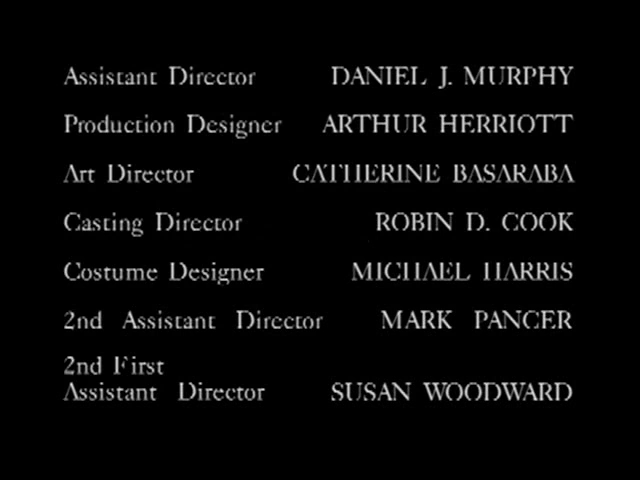 Assistant Director DANIEL J. MURPHY
Production Designer ARTHUR HERRIOTT
Art Director CATHERINE BASARABA
Casting Director ROBIN D. COOK
Costume Designer MICHAEL HARRIS
2nd Assistant Director MARK PANCER
2nd First
Assistant Director SUSAN WOODWARD